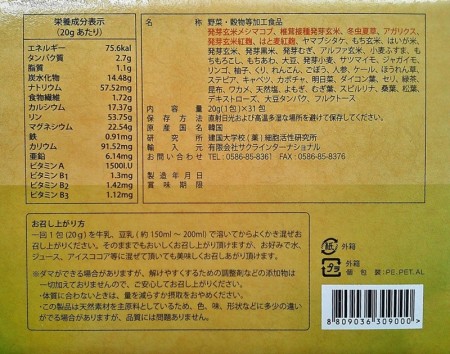 栄養成分表示
(20g あたり)
エネルギー 75.6kal
タンパク質 2.7g
脂質 1.1g
炭水化物 14.48g
ナトリウム 57.52mg
食物繊維 1.72g
カルシウム 17.37g
リン 53.75g
マグネシウム 54.54g
鉄 0.91mg
カリウム 91.52mg
亜鉛 6.14mg
ビタミンA 1500I.U
ビタミンB1 1.3mg
ビタミンB2 1.42mg
ビタミンB3 1.12mg
名称 野菜・穀物等加工食品
原材料名 発芽玄米メシマコブ、椎茸接種発芽玄米、冬虫夏草、アガリクス、
発芽玄米紅麹、はと麦紅麹、ヤマブシタケ、もち玄米、はいが米
発芽玄米、発芽むぎ、アルファ化玄米、小麦ふすま、も
ちもろこし、もちあわ、大豆、発芽小麦、サツマイモ、ジャガイモ、
リンゴ、柚子、くり、れんこん、ごぼう、人参、ケール、ほうれん草、
ステビア、キャベツ、カボチャ、明日葉、ダイコン葉、セリ、緑茶、
昆布、ワカメ、天然塩、よもぎ、むぎ葉、スピルリナ、桑葉、松葉、
デキストロース、大豆タンパク、フルクトース
内容量 20g(1包)×31包
保存方法 直射日光および高温多湿な場所を避けて保存してください。
原産国名 韓国
研究所 建国大学校(薬)細胞活性研究所
輸入者 有限会社サクラインターナショナル
お問合せ TEL:0586-85-8361 FAX:0586-85-8376
製造年月日
賞味期限
お召し上がり方
一回1包(20g)を牛乳、豆乳(約150ml〜200ml)で溶いてからよくかき混ぜお
召し上がりください。そのままでもおいしくお召し上がり頂けますが、お好みで水、
ジュース、アイスココア等に混ぜて頂いても美味しくお召しあがり頂けます。
※ダマができる場合がありますが、解けやすくするための調整剤などの添加物は
一切加えておりませんので、ご安心してお召し上がりください。
・体質に合わないときは、量を減らすか摂取をおやめください。
・この製品は天然素材を主原料としているため、色、味、形状などに多少の違い
がでる場合がありますが、品質には問題ありません。
紙 外箱
プラ 外箱
個包装:PE.PET.AL
8 809036 309000